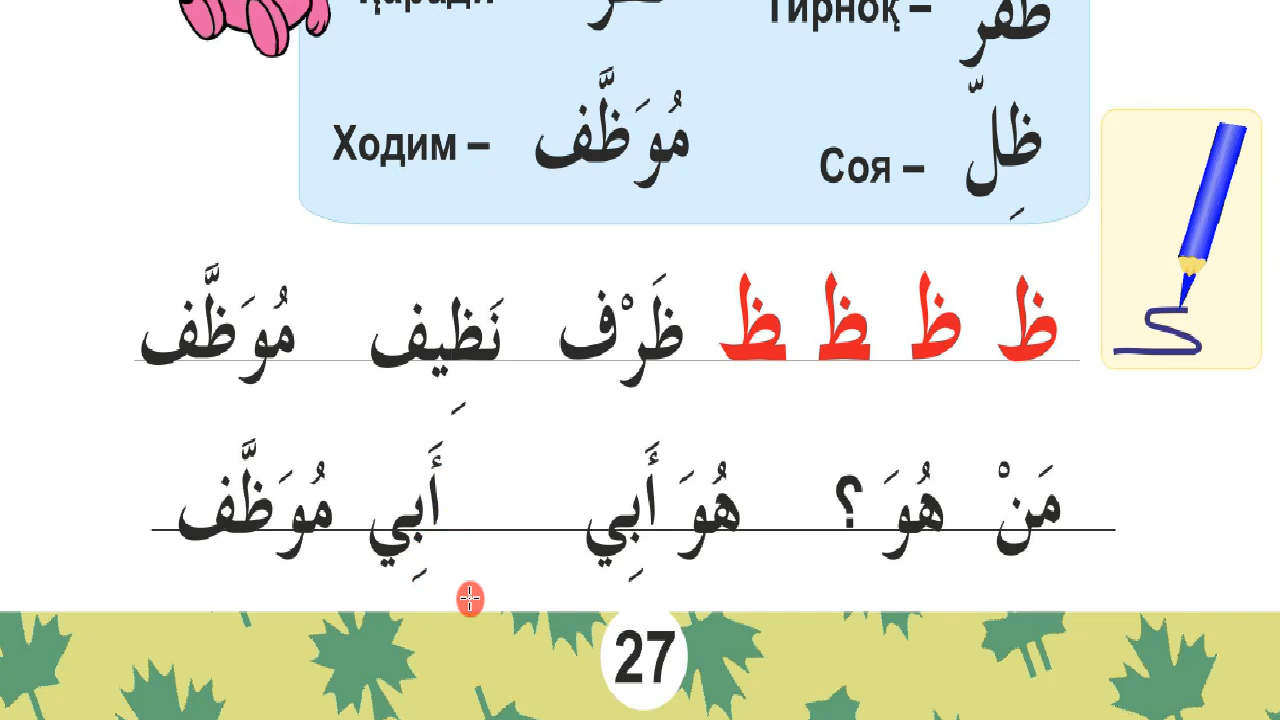 ظُفْر – Тирноқ
ظِلّ – Соя مُوَظَّف – Ходим
ظ ظ ظ ظ ظَرْف نَظِيف مُوَظَّف
مَنْ هُوَ ؟ هُوَ أَبِي أَبِي مُوَظَّف
27